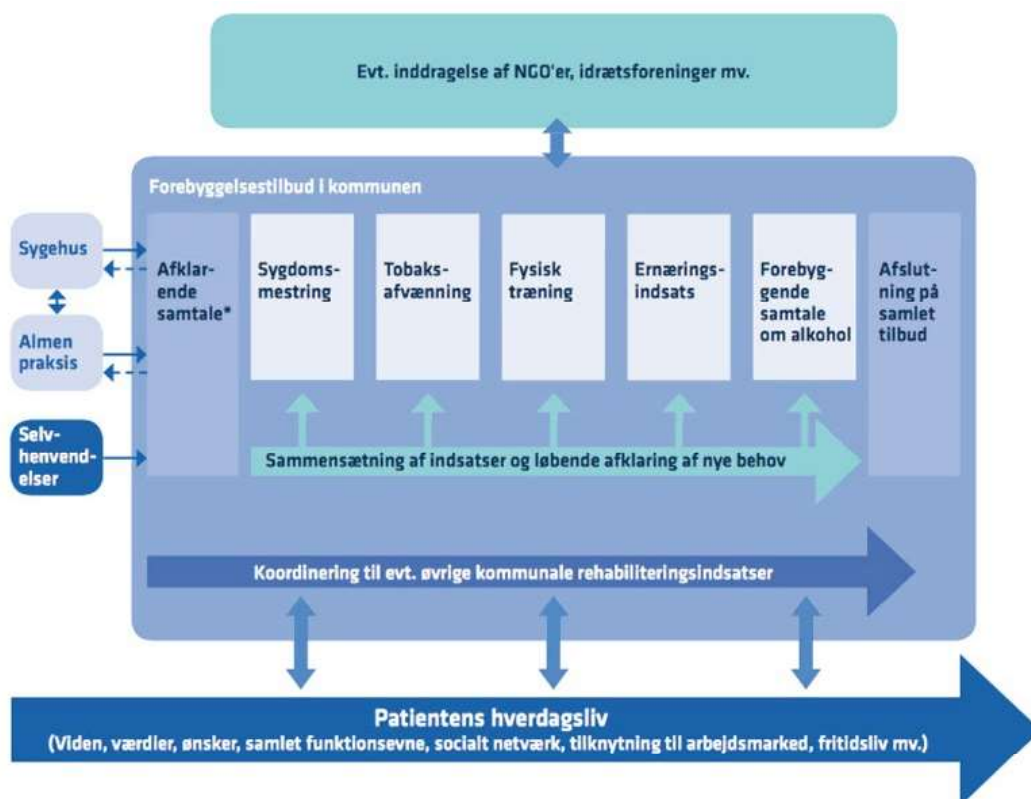 Evt. inddragelse af NGO'er, idrætsforeninger mv.
Forebyggelsestilbud i kommunen
Sygehus
Almen
praksis
Selv-
henvend-
elser
Afklar-
ende
samtale*
Sygdoms-
mestring
Tobaks-
afvænning
Fysisk
træning
Ernærings-
indsats
Foreby​g-
gende
samtale
om alkohol
Afslut-
ning på
samlet
tilbud
Sammensætning af indsatser og løbende afklaring af nye behov
Koordinering til evt. øvrige kommunale rehabiliteringsindsatser
Patientens hverdagsliv
(Viden, værdier, ønsker, samlet funktionsevne, socialt netværk, tilknytning til arbejdsmarked, fritidsliv mv.)